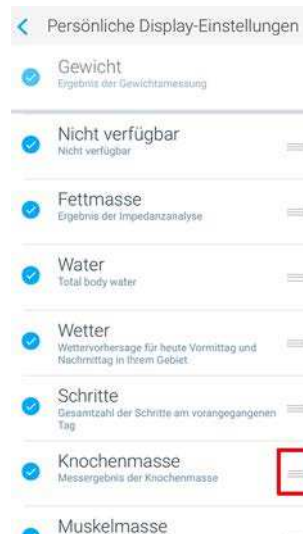 Persönliche Display-Einstellungen
Gewicht
Ergebnis der Gewichtsmessung
Nicht verfügbar
Nicht verfügbar
Fettmasse
Ergebnis der Impedanzanalyse
Water
Total body water
Wetter
Wettervorhersage für heute Vormittag und
Nachmittag in Ihrem Gebiet
Schritte
Gesamtzahl der Schritte am vorangegangenen
Tag
Knochenmasse
Messergebnis der Knochenmasse
Muskelmasse